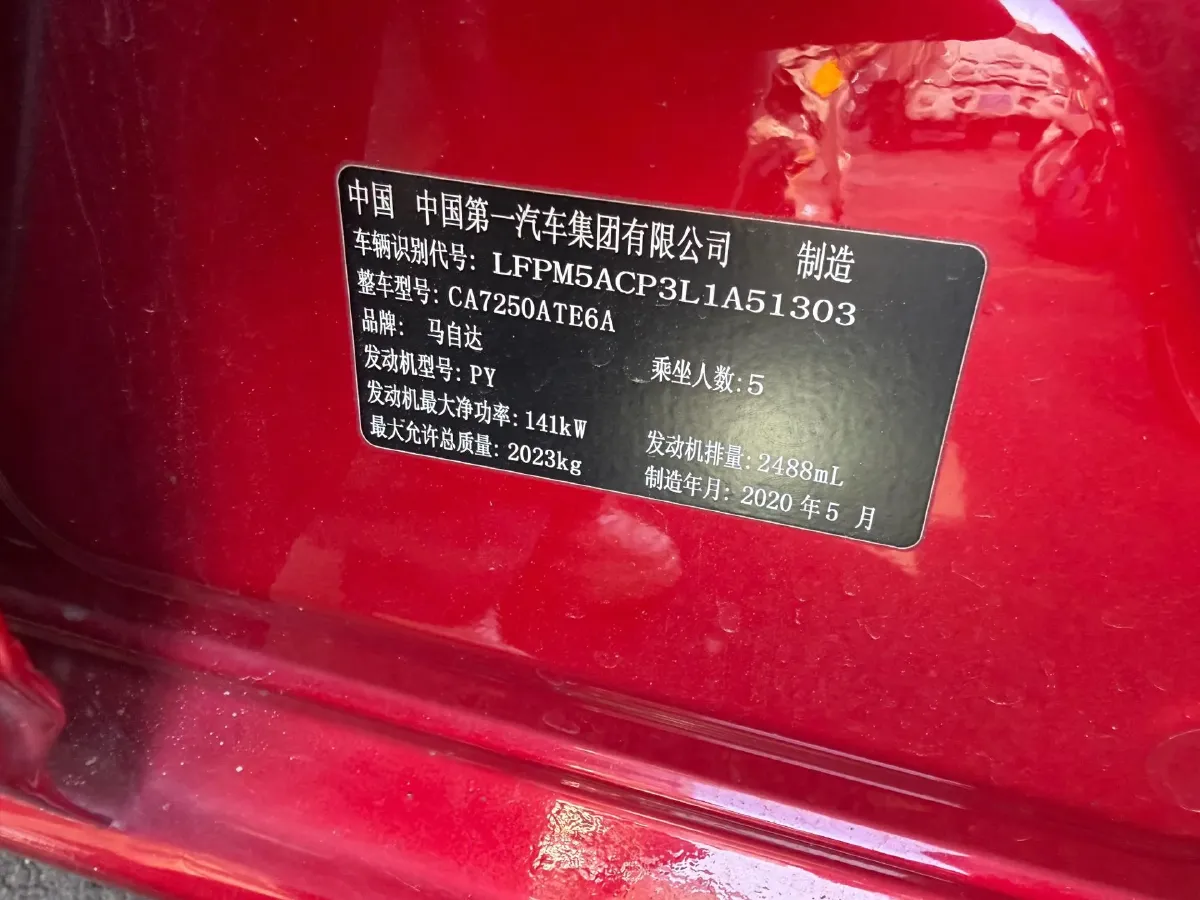 中国 中国第一汽车集团有限公司 制造
车辆识别代号: LFPM5ACP3L1A51303
整车型号: CA7250ATE6A
品牌: 马自达
发动机型号: PY 乘坐人数: 5
发动机最大净功率: 141kW 发动机排量: 2488mL
最大允许总质量: 2023kg 制造年月: 2020 年 5 月